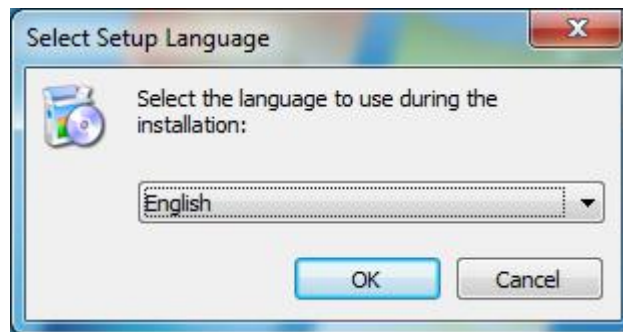 Select Setup Language
Select the language to use during the
installation:
English
OK
Cancel